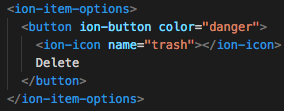 <ion-item-options>
<button ion-button color="danger">
<ion-icon name="trash"></ion-icon>
Delete
</button>
</ion-item-options>